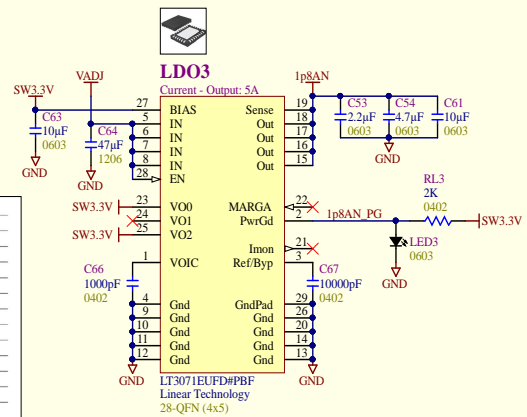 LDO3
Current - Output: 5A
SW3.3V
VADJ
1p8AN
C63
10µF
0603
GND
C64
47µF
1206
GND
27
5
6
7
8
28
BIAS
IN
IN
IN
IN
EN
Sense
Out
Out
Out
Out
19
18
17
16
15
C53
2.2µF
0603
C54
4.7µF
0603
C61
10µF
0603
GND
SW3.3V
23
24
SW3.3V
25
VO0
VO1
VO2
MARGA
PwrGd
22
2
1p8AN_PG
RL3
2K
0402
SW3.3V
LED3
0603
GND
1
VOIC
Imon
Ref/Byp
21
3
C66
1000pF
0402
C67
10000pF
0402
4
9
10
11
12
Gnd
Gnd
Gnd
Gnd
Gnd
GndPad
Gnd
Gnd
Gnd
Gnd
29
26
20
14
13
GND
GND
LT3071EUFD#PBF
Linear Technology
28-QFN (4x5)